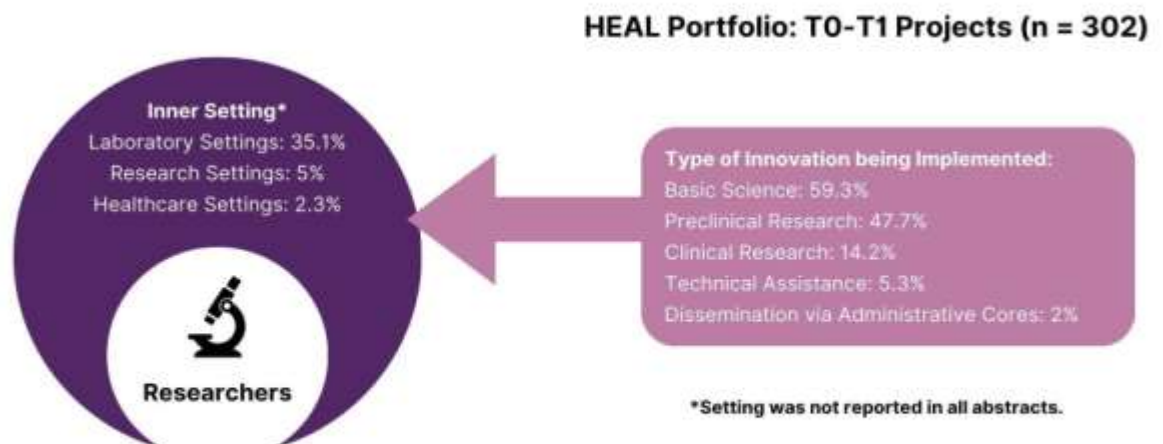 HEAL Portfolio: T0-T1 Projects (n = 302)
Inner Setting*
Laboratory Settings: 35.1%
Research Settings: 5%
Healthcare Settings: 2.3%
Researchers
Type of Innovation being Implemented:
Basic Science: 59.3%
Preclinical Research: 47.7%
Clinical Research: 14.2%
Technical Assistance: 5.3%
Dissemination via Administrative Cores: 2%
*Setting was not reported in all abstracts.